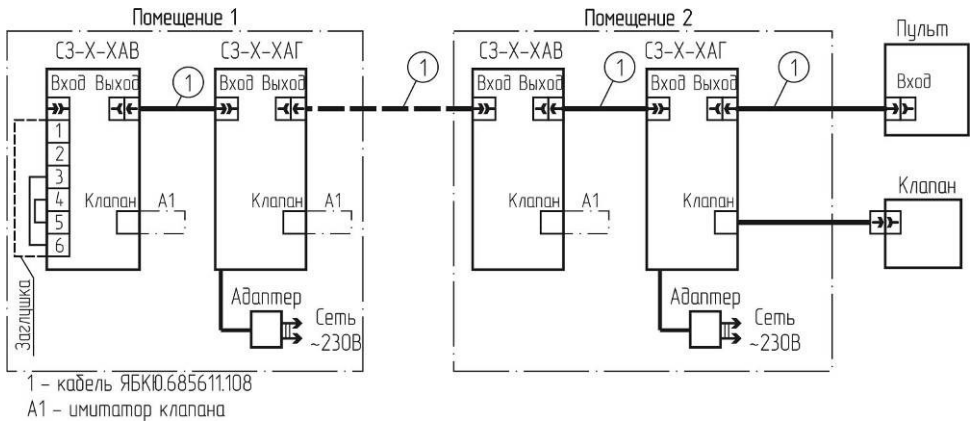 Помещение 1
Помещение 2
СЗ-Х-ХАВ
СЗ-Х-ХАГ
СЗ-Х-ХАВ
СЗ-Х-ХАГ
Пульт
Вход Выход
1
Вход Выход
1
Вход Выход
1
Вход Выход
1
Вход
1
2
3
4
5
6
Клапан
А1
Клапан
А1
Клапан
А1
Клапан
Клапан
Заглушка
Адаптер
Сеть
~230В
Адаптер
Сеть
~230В
1 – кабель ЯБКЮ.685611.108
А1 – имитатор клапана